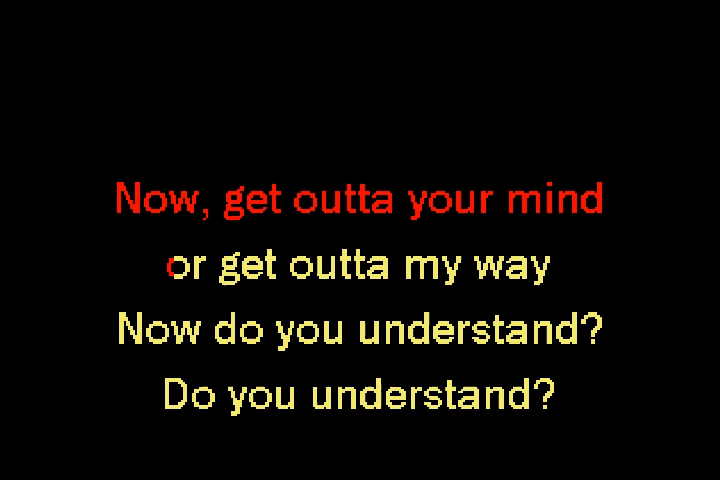 Now, get outta your mind
or get outta my way
Now do you understand?
Do you understand?